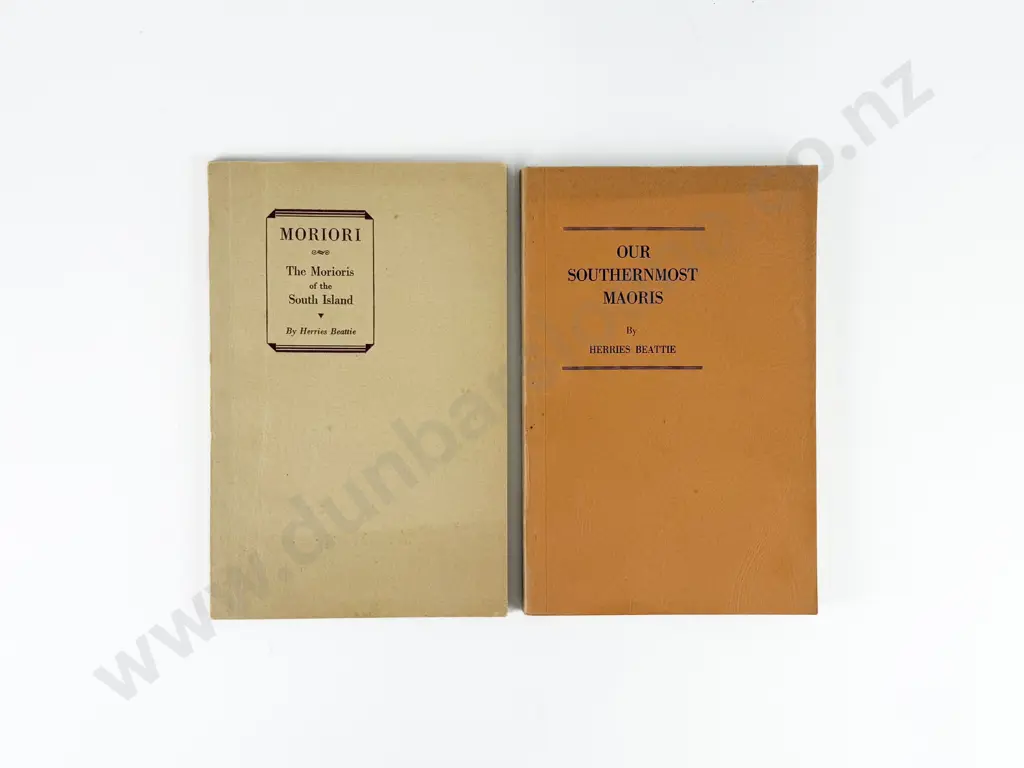 MORIORI
The Morioris
of the
South Island
By Herries Beattie
OUR
SOUTHERNMOST
MAORIS
By
HERRIES BEATTIE